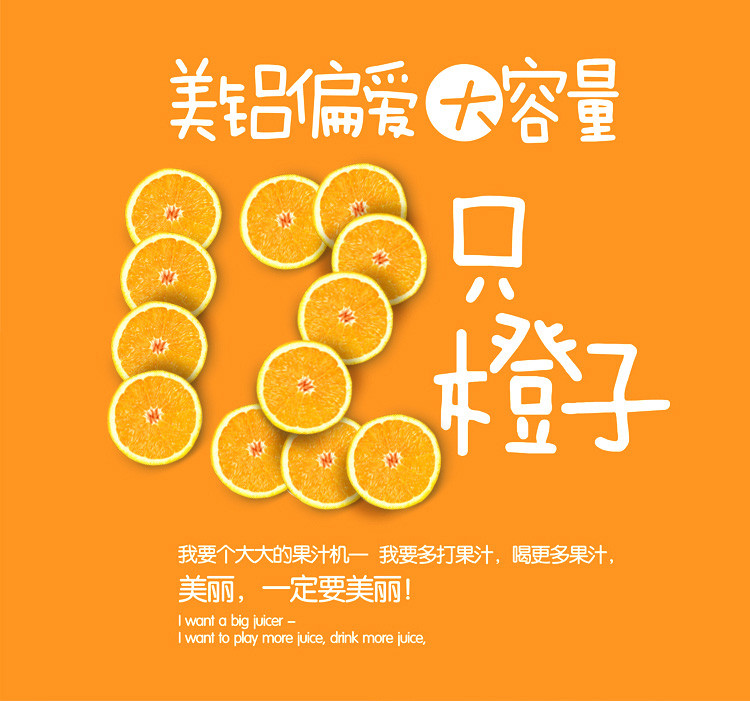 美铝偏爱大容量
12只
橙子
我要个大大的果汁机— 我要多打果汁，喝更多果汁，
美丽，一定要美丽！
I want a big juicer –
I want to play more juice, drink more juice,